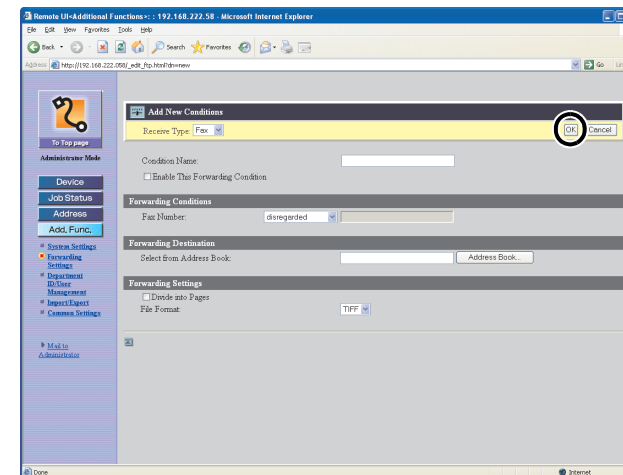 Remote UI<Additional Functions>: : 192.168.222.58 - Microsoft Internet Explorer
File Edit View Favorites Tools Help
Back Search Favorites
Address http://192.168.222.058/_edit_ftp.html?dn=new Go Lin
Add New Conditions
Receive Type: Fax OK Cancel
To Top page
Administrator Mode
Condition Name:
Enable This Forwarding Condition
Device
Job Status
Address
Add. Func.
Forwarding Conditions
Fax Number: disregarded
System Settings
Forwarding
Settings
Department
ID/User
Management
Import/Export
Common Settings
Forwarding Destination
Select from Address Book: Address Book...
Forwarding Settings
Divide into Pages
File Format: TIFF
Mail to
Administrator
Done Internet